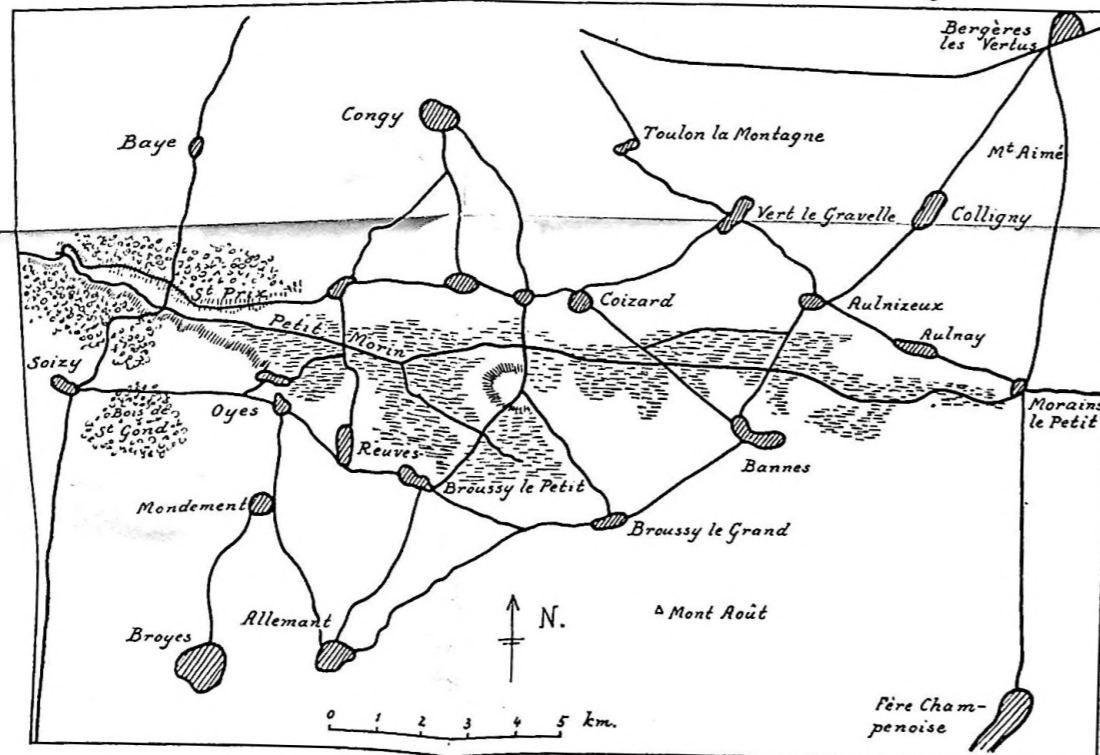 Bergères
les Vertus
Congy
Baye
Toulon la Montagne
Mt Aimé
Vert le Gravelle
Colligny
St Prix
Coizard
Aulnizeux
Petit Morin
Aulnay
Soizy
Oyes
Bois de
St Gond
Morains
le Petit
Reuves
Bannes
Broussy le Petit
Mondement
Broussy le Grand
Allemant
N.
Mont Août
Broyes
Fère Cham-
penoise
0 1 2 3 4 5 km.